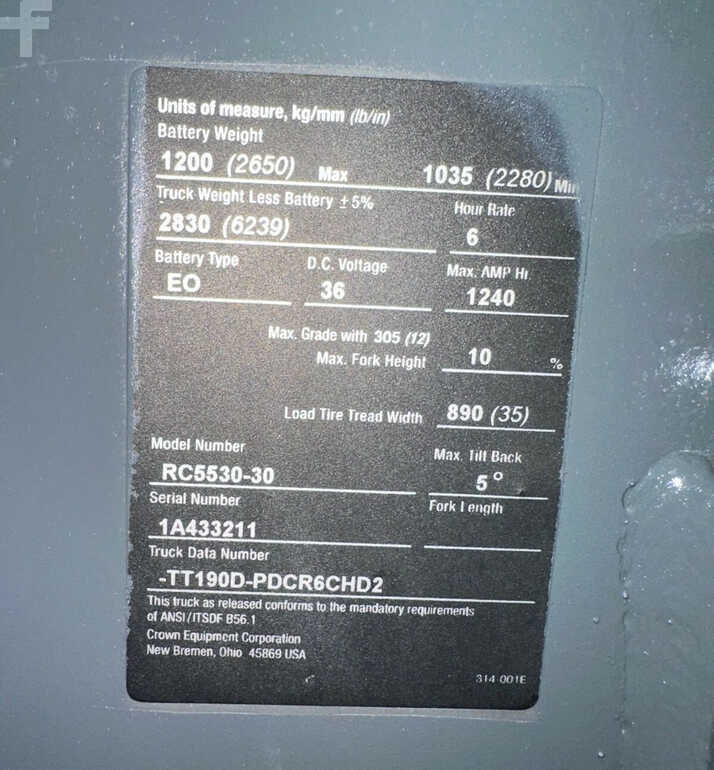 Units of measure, kg/mm (lb/in)
Battery Weight
1200 (2650) Max 1035 (2280) Min
Truck Weight Less Battery ± 5% Hour Rate
2830 (6239) 6
Battery Type D.C. Voltage Max. AMP Hr.
EO 36 1240
Max. Grade with 305 (12)
Max. Fork Height 10 %
Load Tire Tread Width 890 (35)
Model Number Max. Tilt Back
RC5530-30 5°
Serial Number Fork Length
1A433211
Truck Data Number
-TT190D-PDCR6CHD2
This truck as released conforms to the mandatory requirements
of ANSI/ITSDF B56.1
Crown Equipment Corporation
New Bremen, Ohio 45869 USA
314 001E